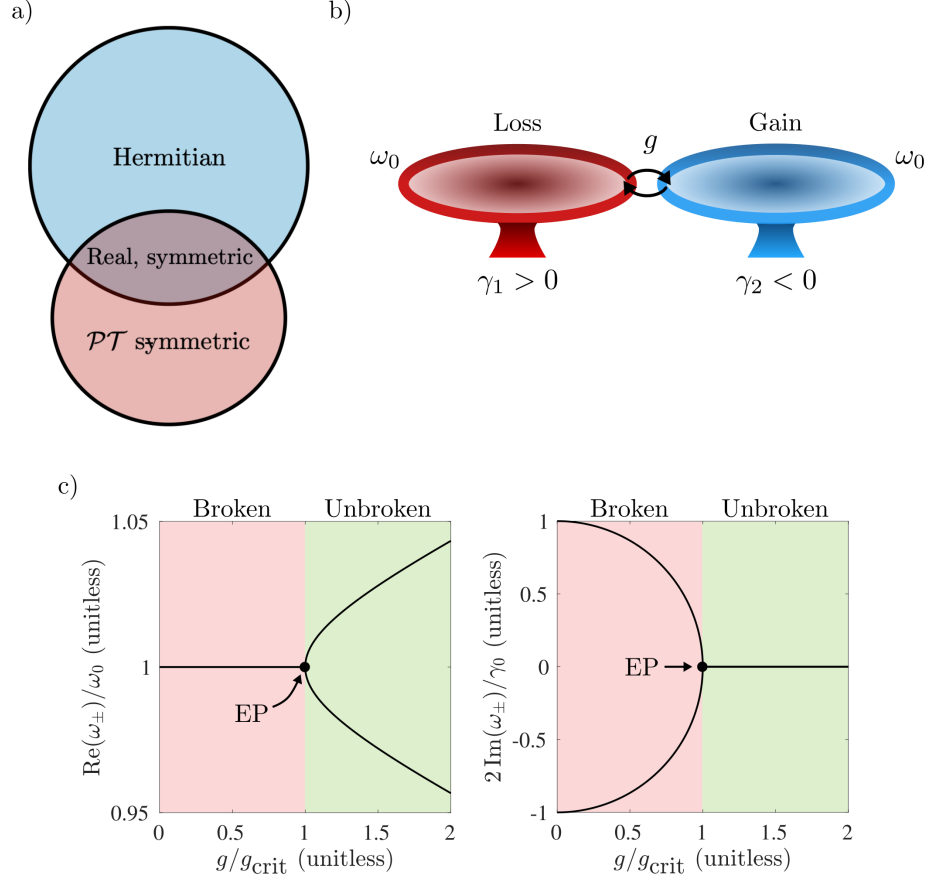 a)
Hermitian
Real, symmetric
𝒫𝒯 symmetric
b)
Loss
Gain
g
ω₀
ω₀
γ₁ > 0
γ₂ < 0
c)
Broken
Unbroken
1.05
1
0.95
Re(ω±)/ω₀ (unitless)
EP
0
0.5
1
1.5
2
g/g_crit (unitless)
Broken
Unbroken
1
0.5
0
-0.5
-1
2 Im(ω±)/γ₀ (unitless)
EP
0
0.5
1
1.5
2
g/g_crit (unitless)